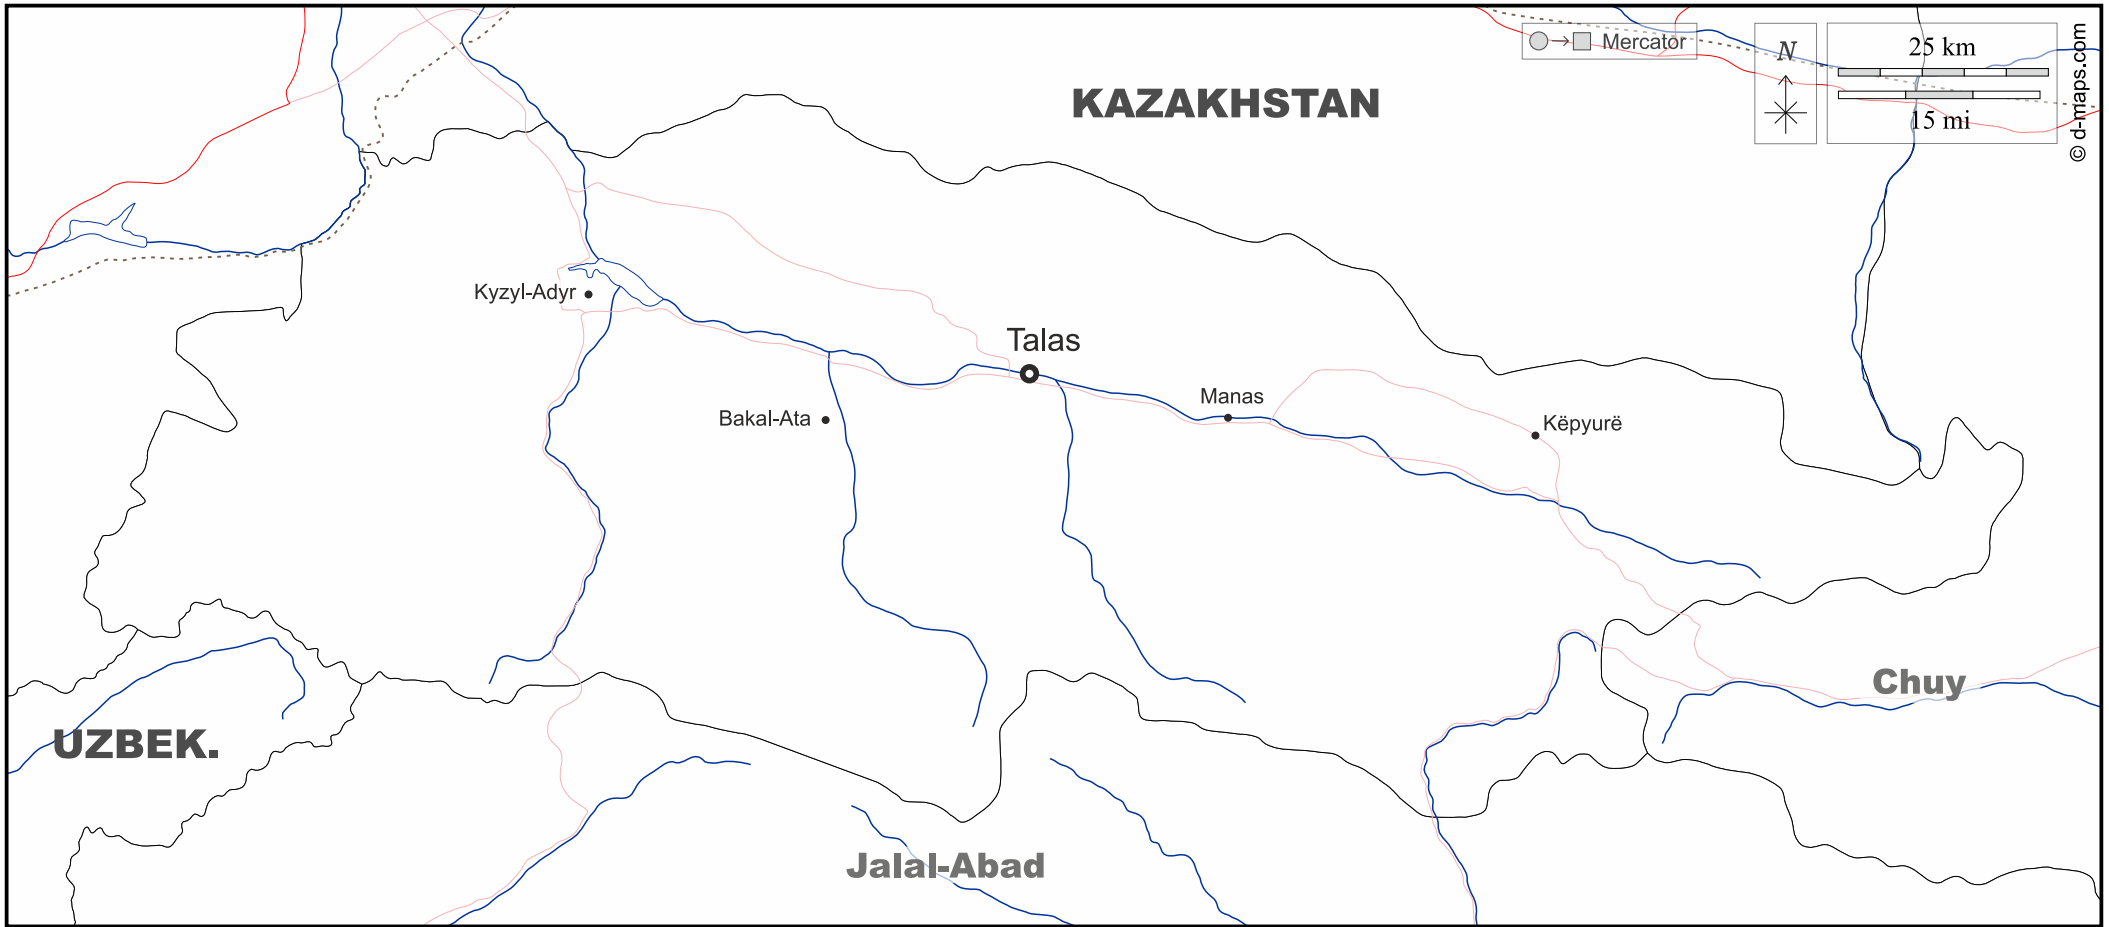 Mercator
N
25 km
15 mi
© d-maps.com
KAZAKHSTAN
Kyzyl-Adyr
Talas
Manas
Bakal-Ata
Këpyurë
Chuy
UZBEK.
Jalal-Abad